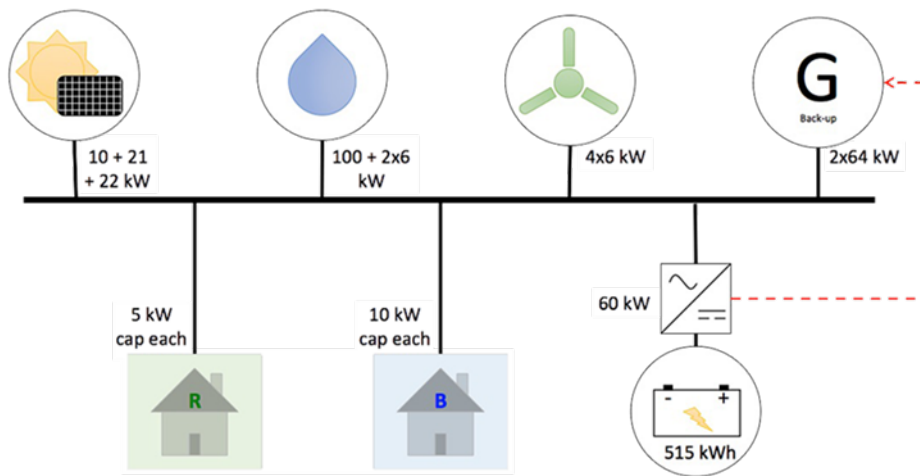 G
Back-up
10 + 21
+ 22 kW
100 + 2x6
kW
4x6 kW
2x64 kW
5 kW
cap each
10 kW
cap each
60 kW
R
B
- +
515 kWh